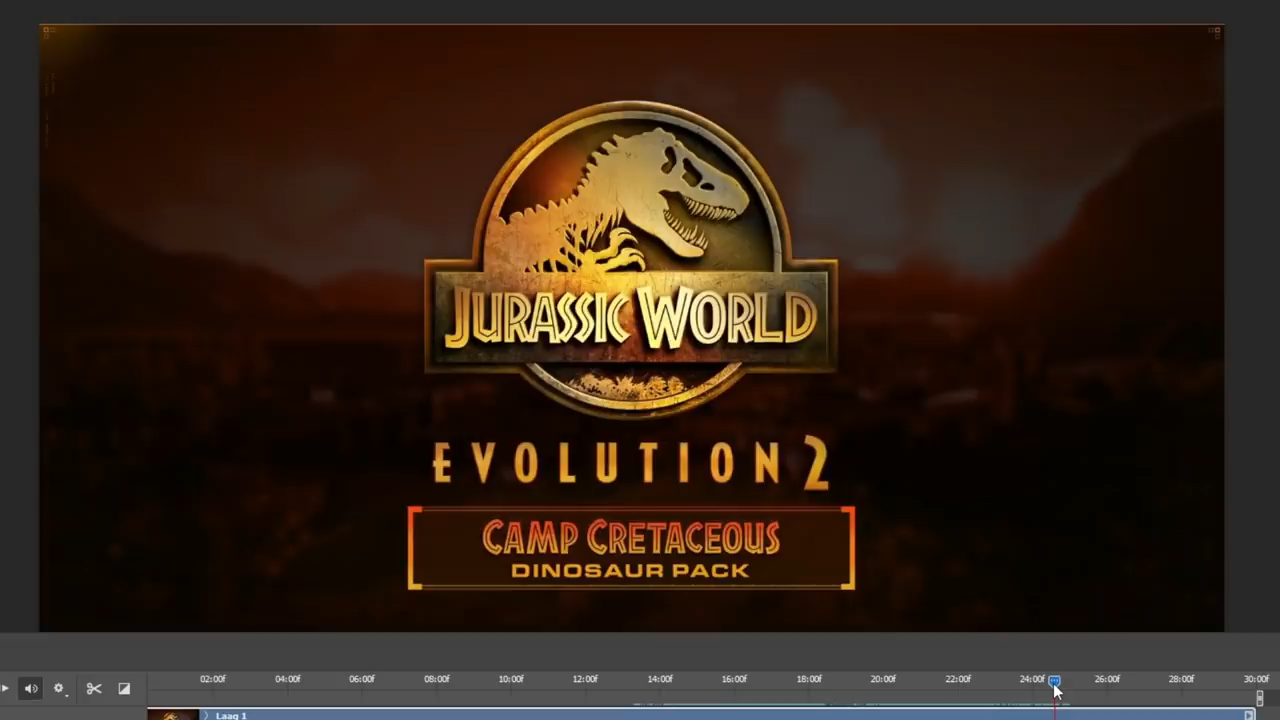 JURASSIC WORLD
EVOLUTION 2
CAMP CRETACEOUS
DINOSAUR PACK
02:00f 04:00f 06:00f 08:00f 10:00f 12:00f 14:00f 16:00f 18:00f 20:00f 22:00f 24:00f 26:00f 28:00f 30:00f
Laag 1